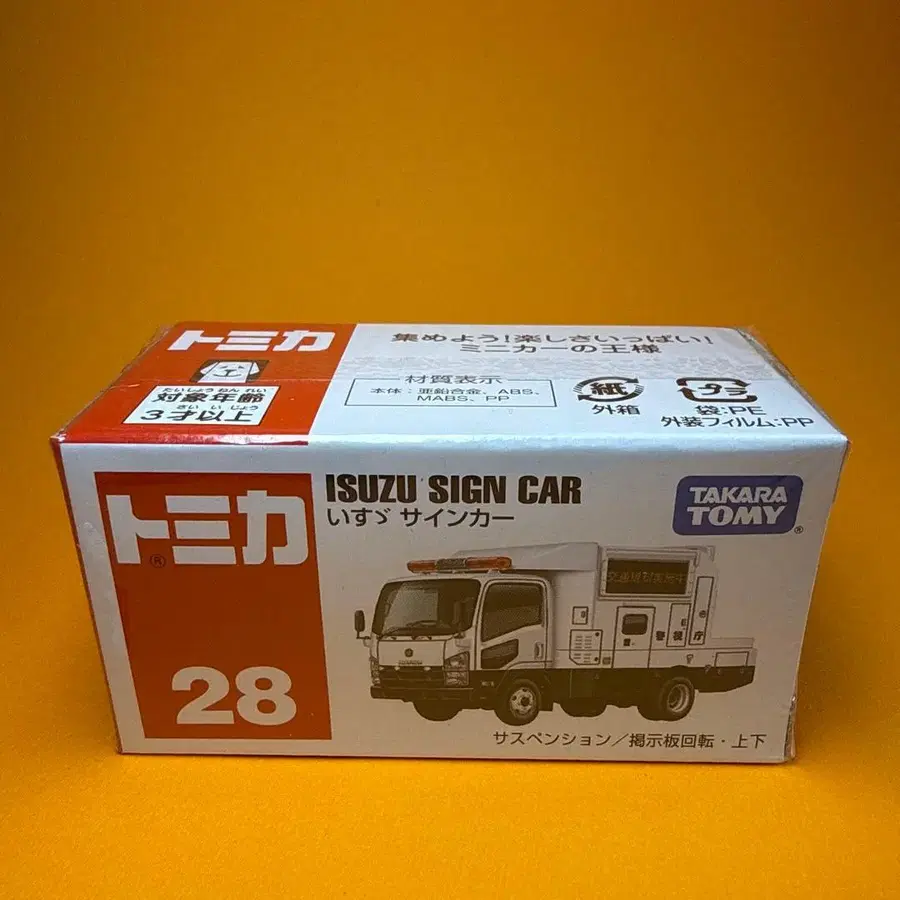 トミカ
たいしょうねんれい
対象年齢
さいいじょう
3才以上
集めよう!楽しさいっぱい!
ミニカーの王様
材質表示
本体:亜鉛合金、ABS、
MABS、PP
紙
外箱
プラ
袋:PE
外装フィルム:PP
トミカ®
28
ISUZU SIGN CAR
いすゞ サインカー
TAKARA
TOMY®
警視庁
サスペンション/掲示板回転・上下